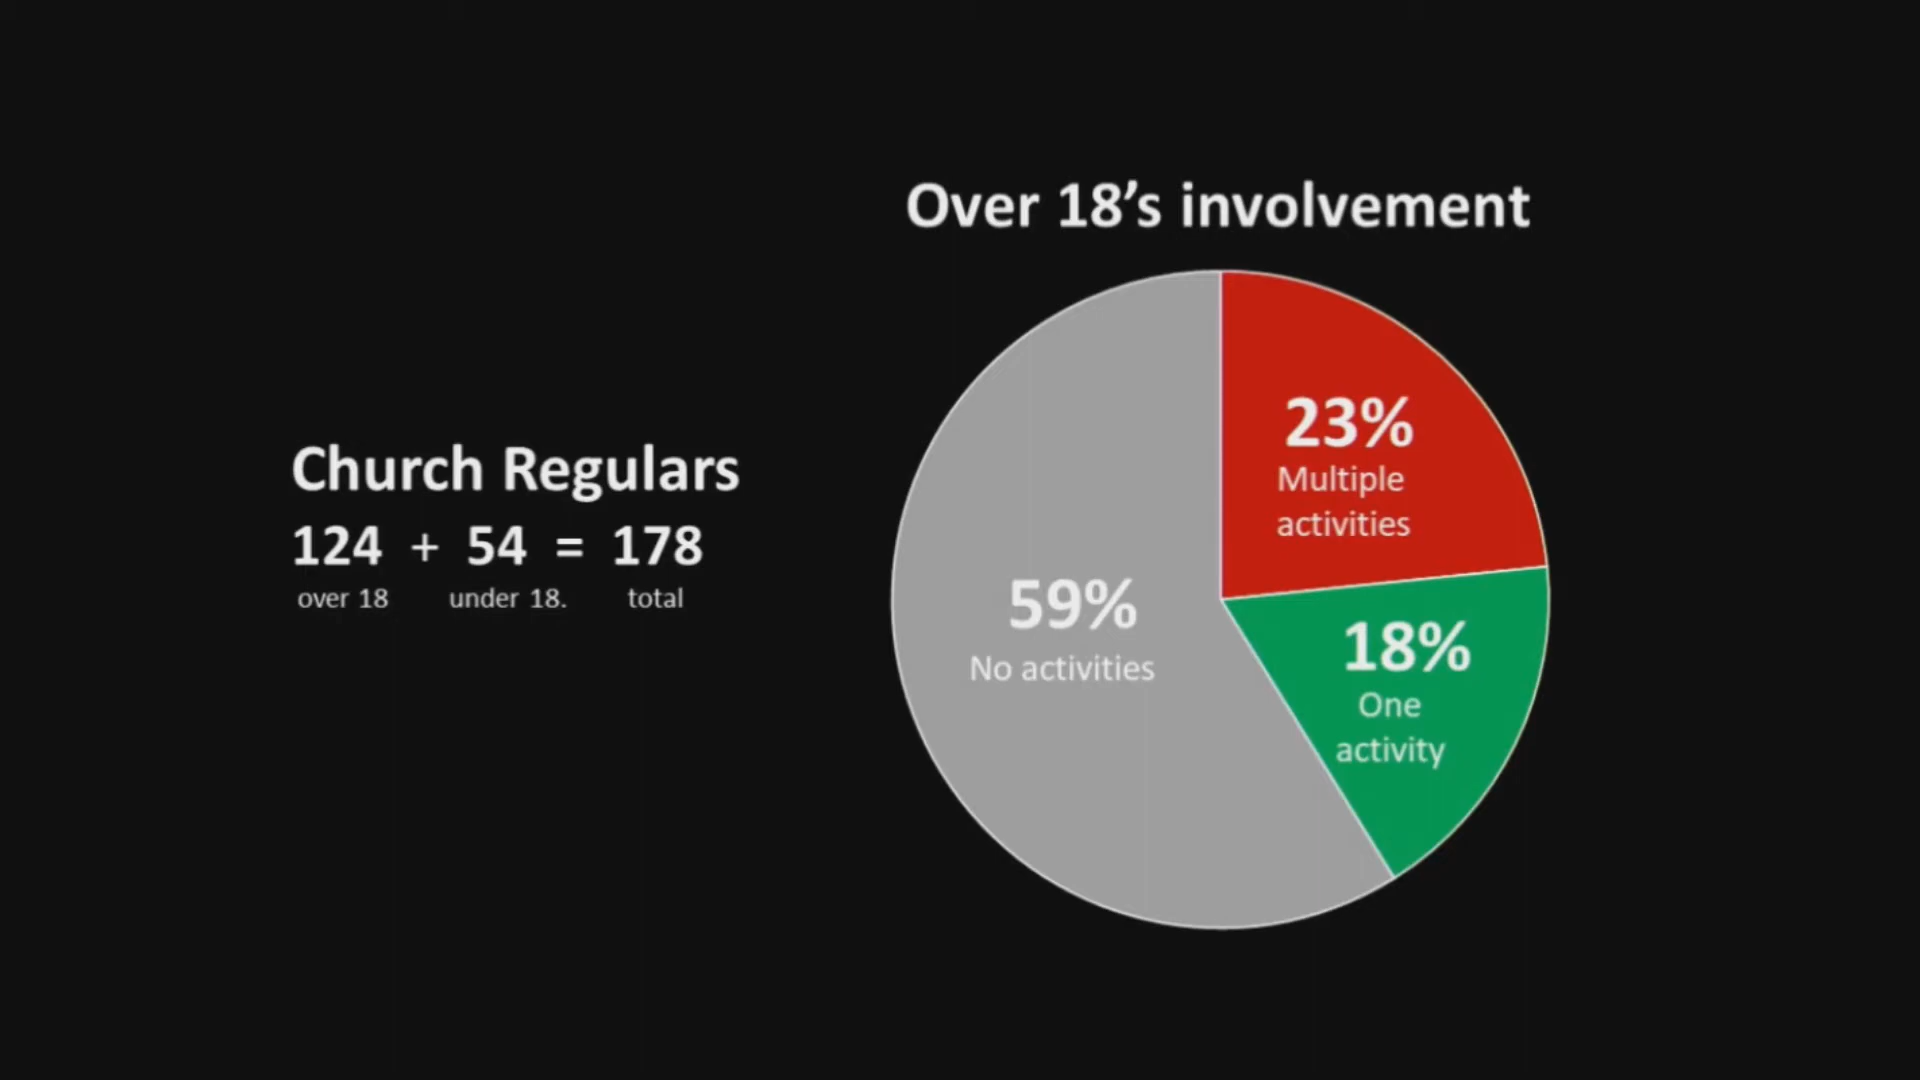 Church Regulars
124 + 54 = 178
over 18 under 18. total
Over 18’s involvement
23%
Multiple
activities
59%
No activities
18%
One
activity